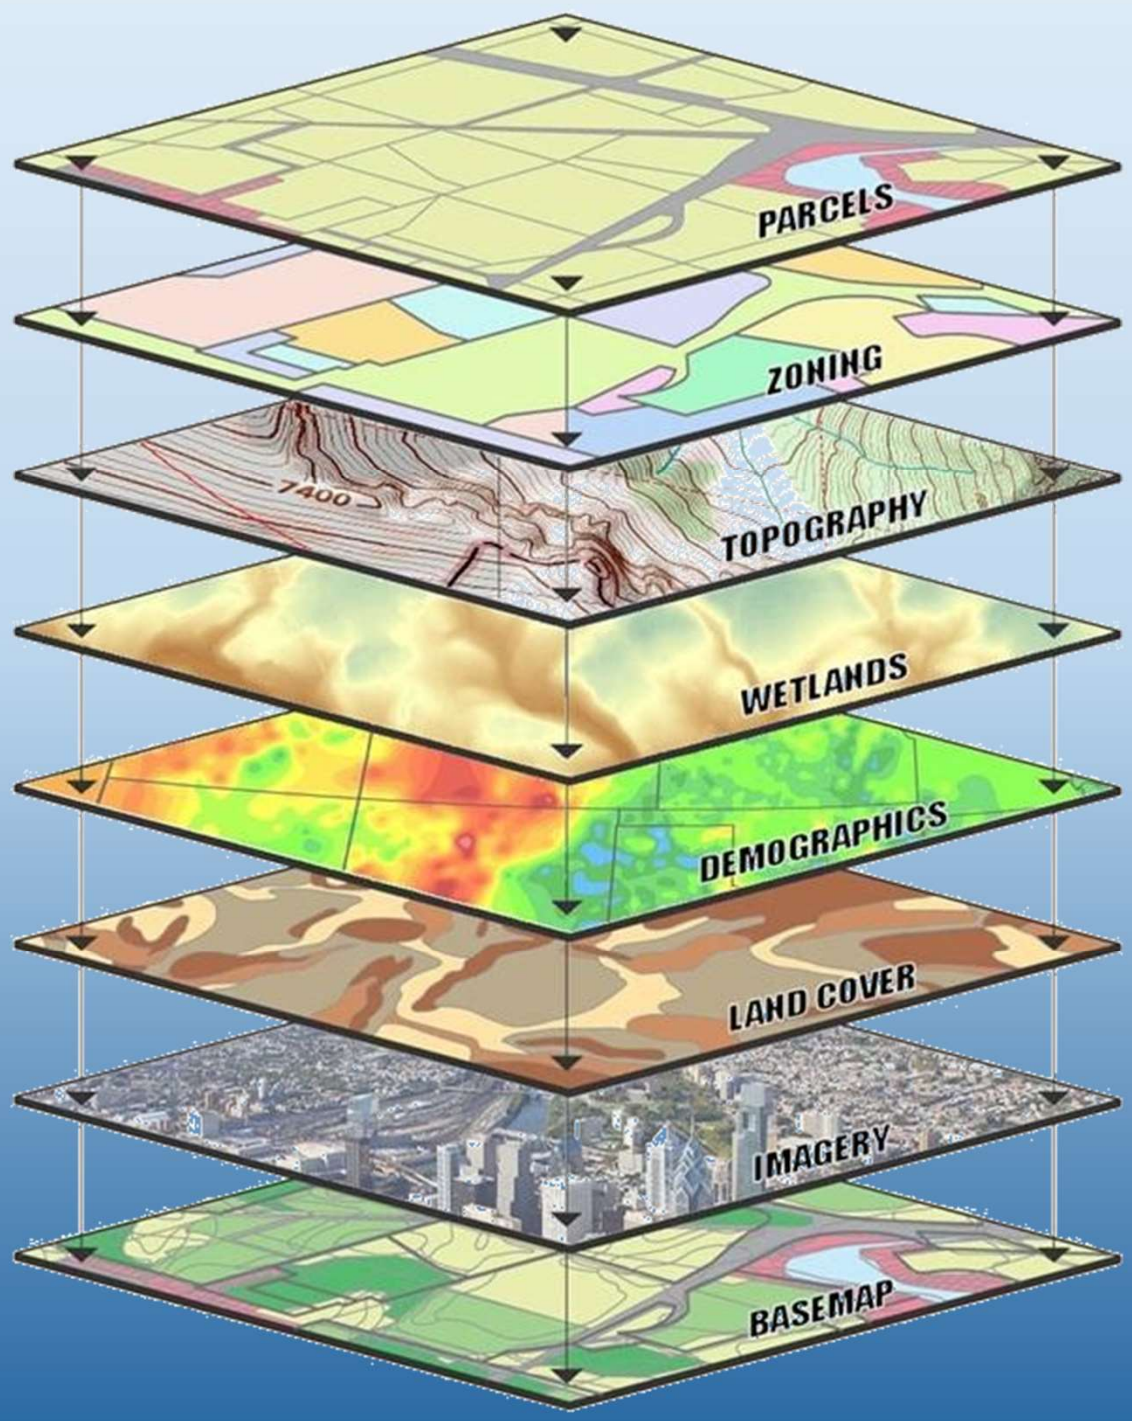 PARCELS
ZONING
7400
TOPOGRAPHY
WETLANDS
DEMOGRAPHICS
LAND COVER
IMAGERY
BASEMAP